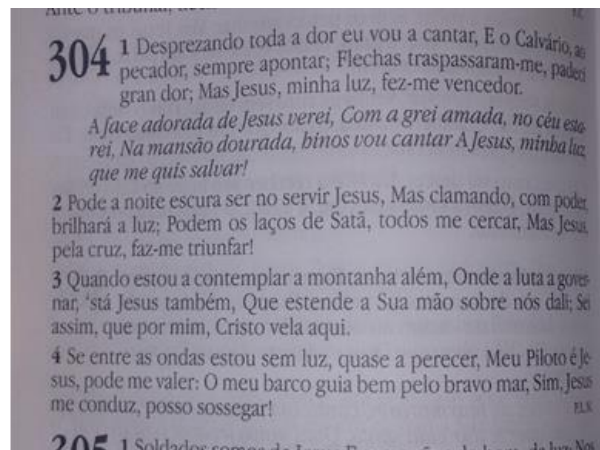 304 1 Desprezando toda a dor eu vou a cantar, E o Calvário, ao
pecador, sempre apontar; Flechas traspassaram-me, padeci
gran dor; Mas Jesus, minha luz, fez-me vencedor.
A face adorada de Jesus verei, Com a grei amada, no céu esta-
rei, Na mansão dourada, hinos vou cantar A Jesus, minha luz,
que me quis salvar!
2 Pode a noite escura ser no servir Jesus, Mas clamando, com poder,
brilhará a luz; Podem os laços de Satã, todos me cercar, Mas Jesus,
pela cruz, faz-me triunfar!
3 Quando estou a contemplar a montanha além, Onde a luta a gover-
nar, 'stá Jesus também, Que estende a Sua mão sobre nós dali; Sei
assim, que por mim, Cristo vela aqui.
4 Se entre as ondas estou sem luz, quase a perecer, Meu Piloto é Je-
sus, pode me valer: O meu barco guia bem pelo bravo mar, Sim, Jesus
me conduz, posso sossegar!
305 1 Soldados somos de Jesus